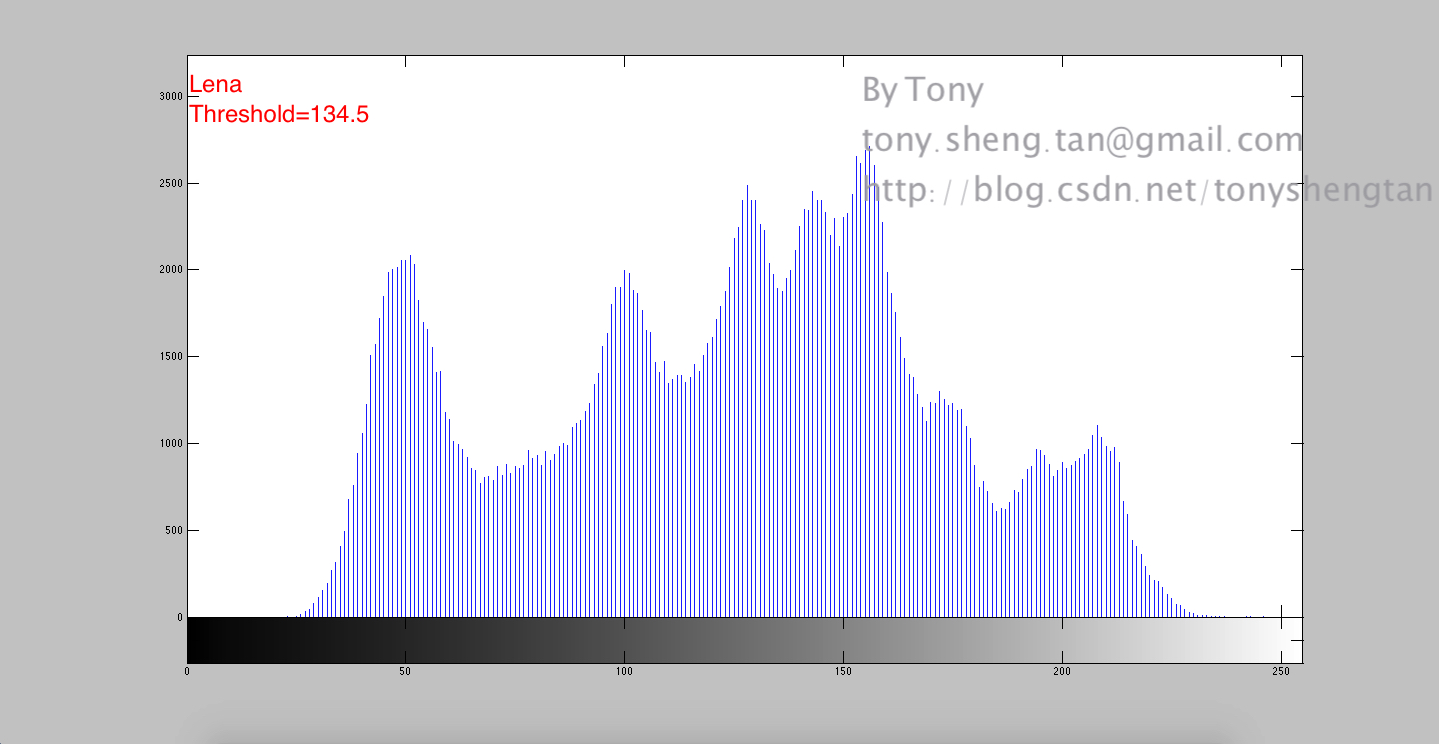 Lena
Threshold=134.5
By Tony
tony.sheng.tan@gmail.com
http://blog.csdn.net/tonyshengtan
3000
2500
2000
1500
1000
500
0
0 50 100 150 200 250